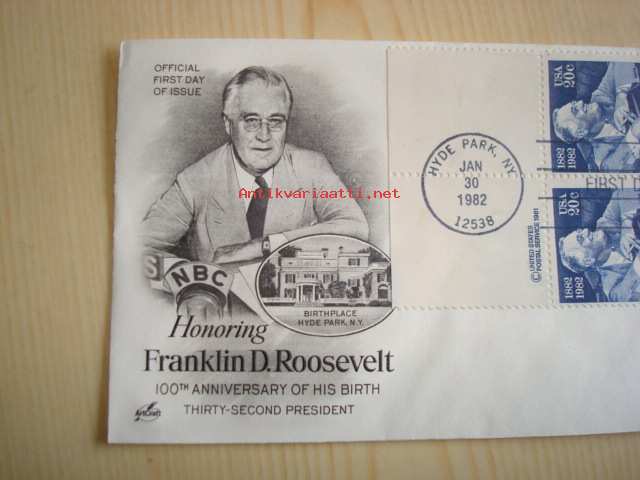 OFFICIAL
FIRST DAY
OF ISSUE
Antikvariaatti.net
S
NBC
BIRTHPLACE
HYDE PARK, N.Y.
Honoring
Franklin D. Roosevelt
100TH ANNIVERSARY OF HIS BIRTH
THIRTY-SECOND PRESIDENT
ArtCraft
HYDE PARK, NY
JAN
30
1982
12538
FIRST D
USA
20c
1882
1982
USA
20c
1882
1982
© UNITED STATES
POSTAL SERVICE 1981